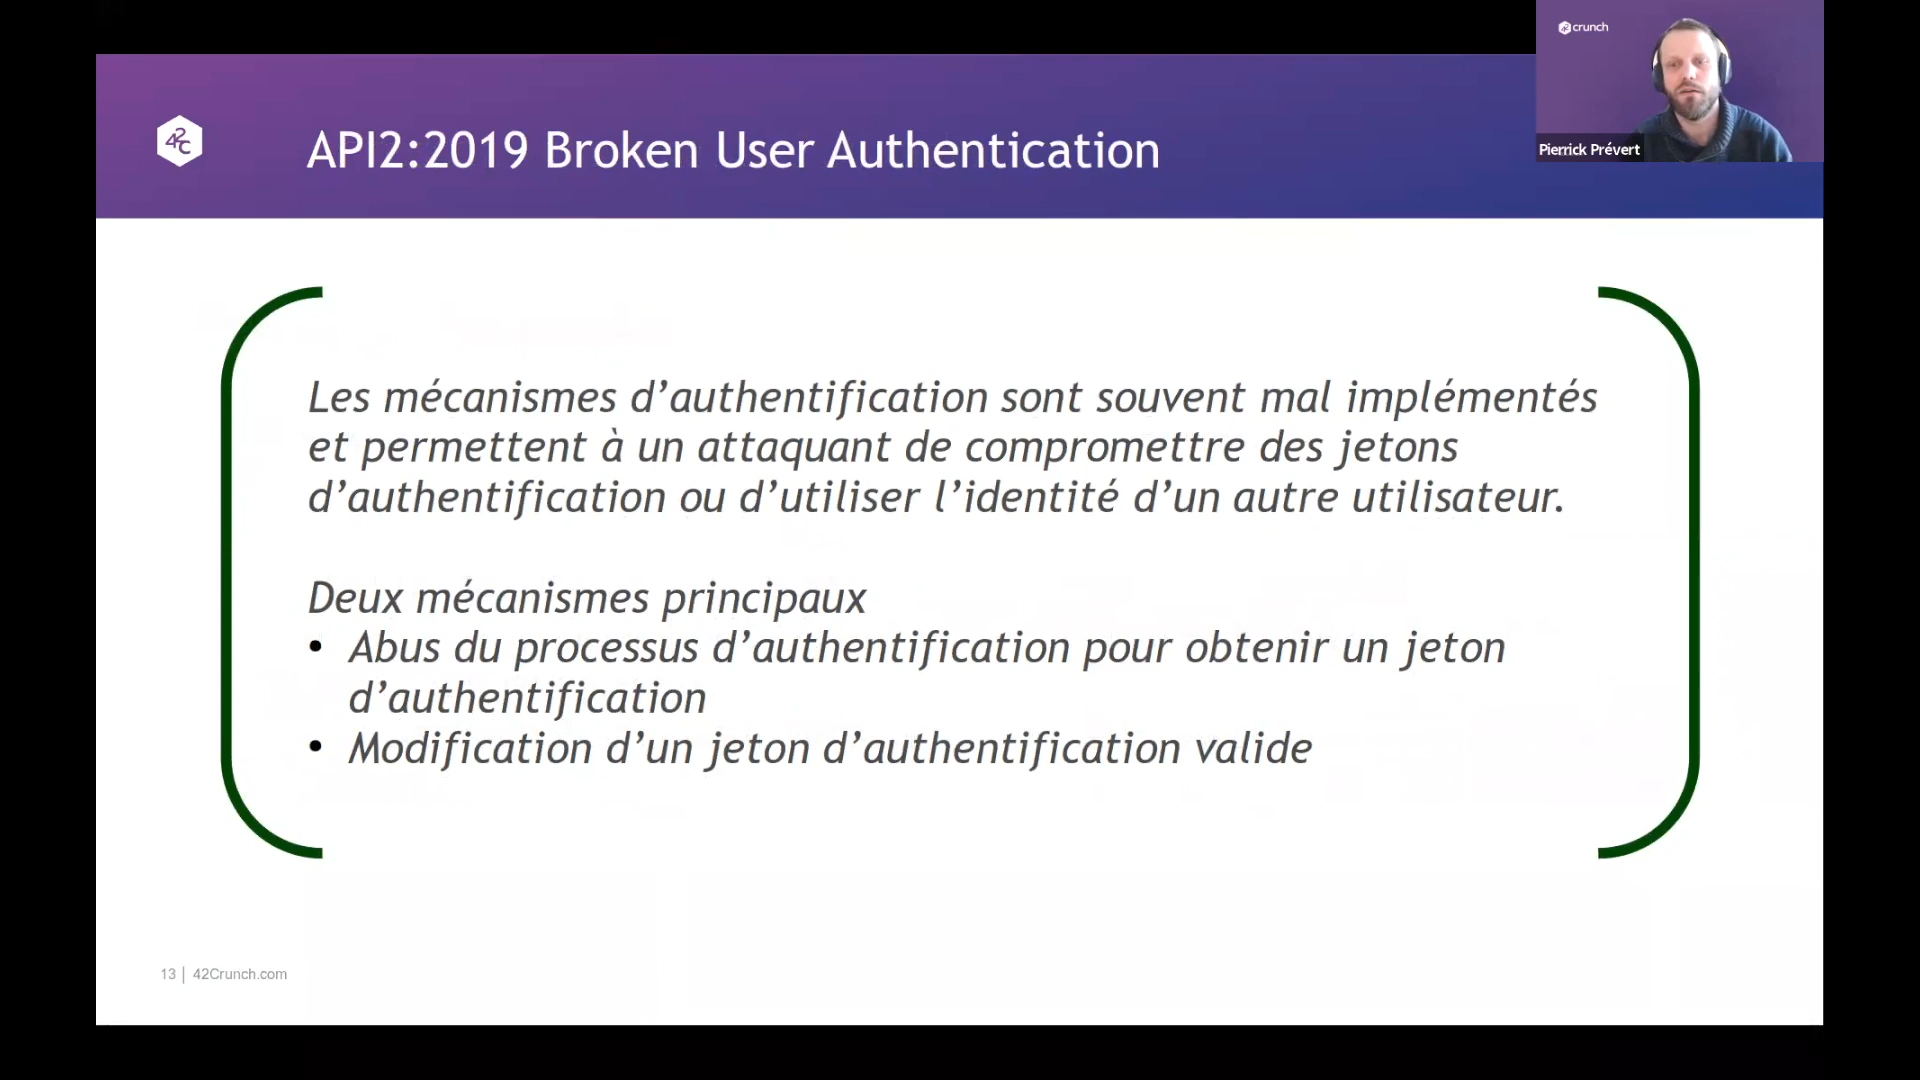 crunch
Pierrick Prévert
42c
API2:2019 Broken User Authentication
Les mécanismes d’authentification sont souvent mal implémentés
et permettent à un attaquant de compromettre des jetons
d’authentification ou d’utiliser l’identité d’un autre utilisateur.
Deux mécanismes principaux
• Abus du processus d’authentification pour obtenir un jeton
d’authentification
• Modification d’un jeton d’authentification valide
13 | 42Crunch.com